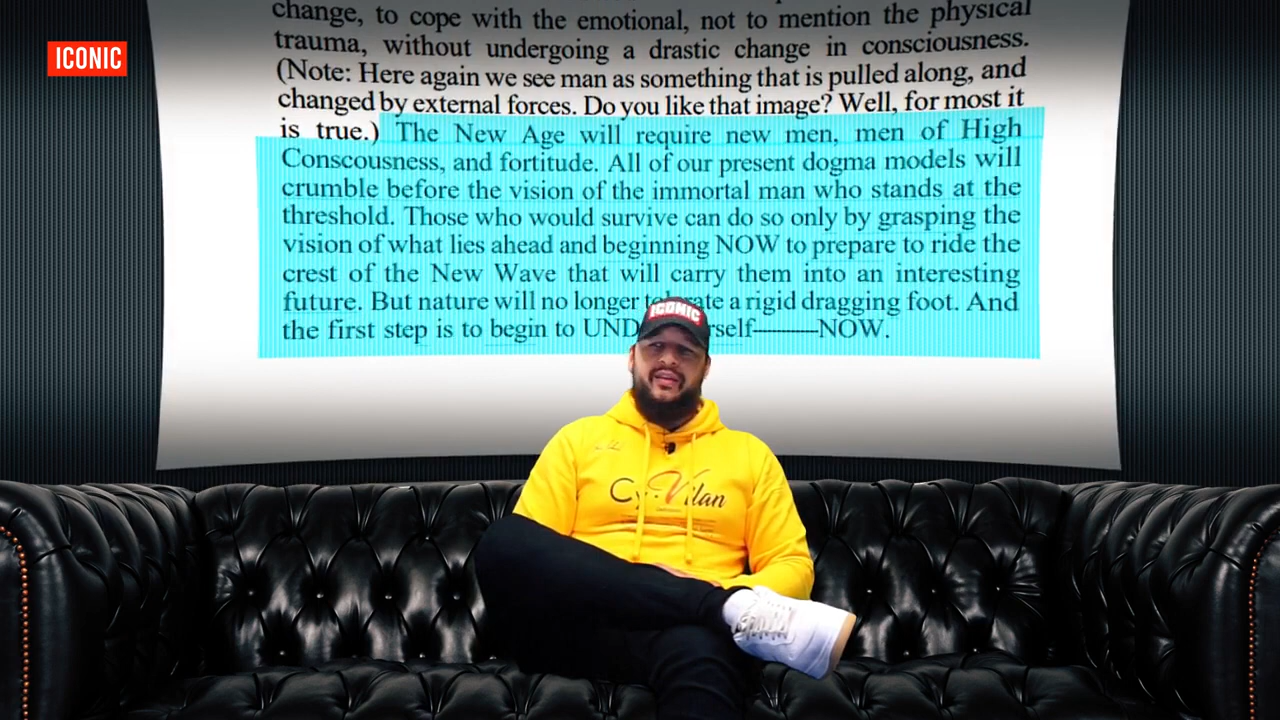 change, to cope with the emotional, not to mention the physical
ICONIC
trauma, without undergoing a drastic change in consciousness.
(Note: Here again we see man as something that is pulled along, and
changed by external forces. Do you like that image? Well, for most it
is true.) The New Age will require new men, men of High
Conscousness, and fortitude. All of our present dogma models will
crumble before the vision of the immortal man who stands at the
threshold. Those who would survive can do so only by grasping the
vision of what lies ahead and beginning NOW to prepare to ride the
crest of the New Wave that will carry them into an interesting
future. But nature will no longer a rigid dragging foot. And
the first step is to begin to UND rself———NOW.
ICONIC
Cy. Vilan